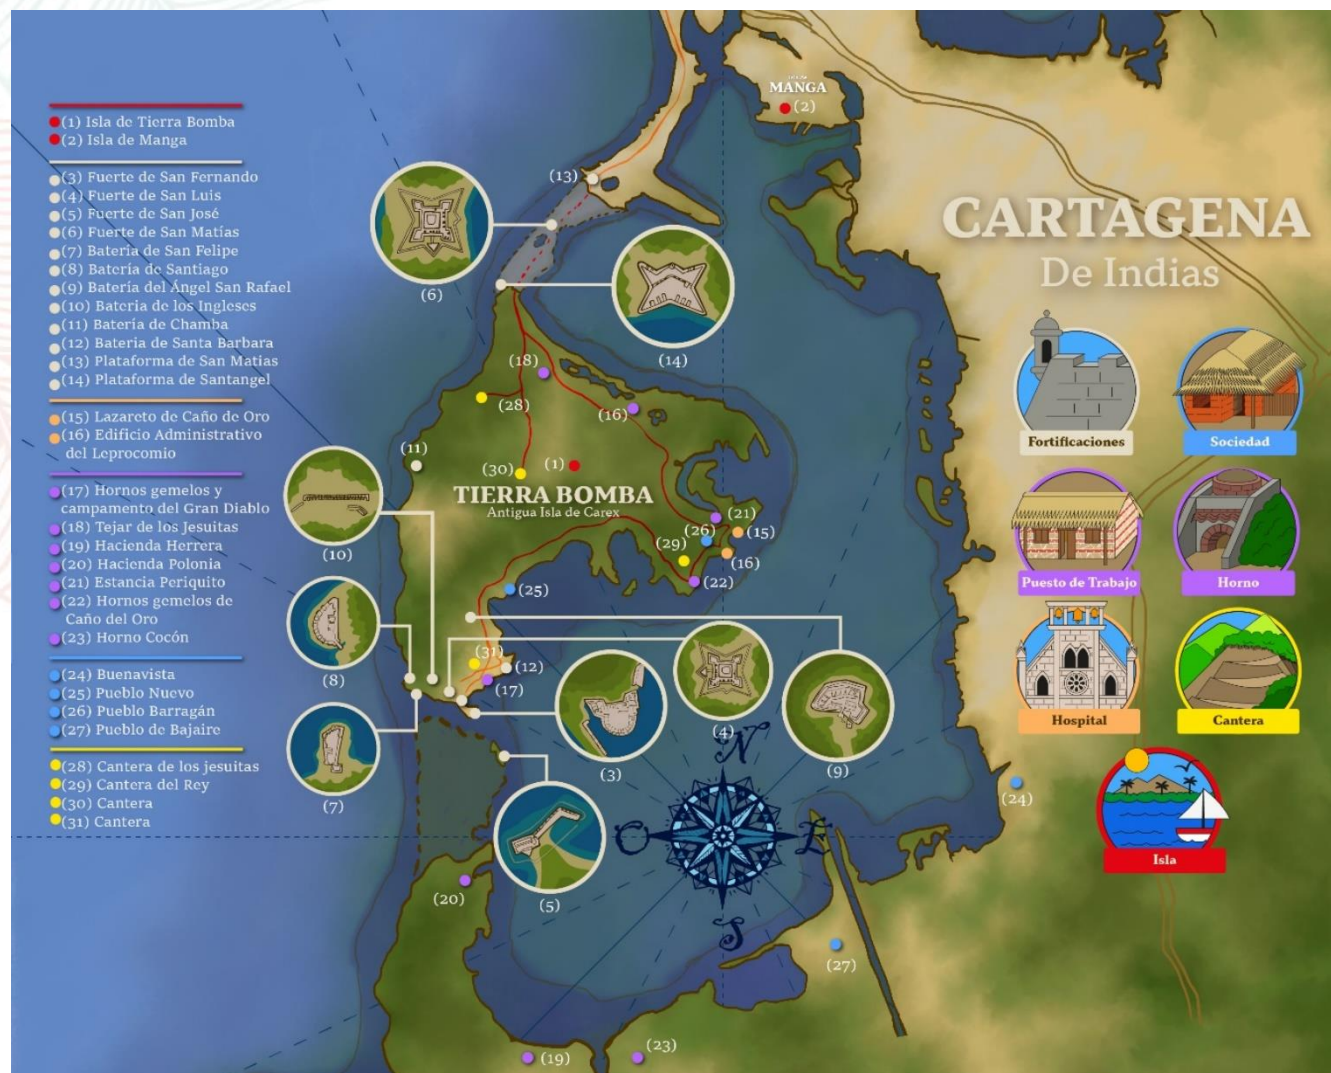 (1) Isla de Tierra Bomba
(2) Isla de Manga
(3) Fuerte de San Fernando
(4) Fuerte de San Luis
(5) Fuerte de San José
(6) Fuerte de San Matías
(7) Batería de San Felipe
(8) Batería de Santiago
(9) Batería del Ángel San Rafael
(10) Bateria de los Ingleses
(11) Batería de Chamba
(12) Bateria de Santa Barbara
(13) Plataforma de San Matias
(14) Plataforma de Santangel
(15) Lazareto de Caño de Oro
(16) Edificio Administrativo
del Leprocomio
(17) Hornos gemelos y
campamento del Gran Diablo
(18) Tejar de los Jesuitas
(19) Hacienda Herrera
(20) Hacienda Polonia
(21) Estancia Periquito
(22) Hornos gemelos de
Caño del Oro
(23) Horno Cocón
(24) Buenavista
(25) Pueblo Nuevo
(26) Pueblo Barragán
(27) Pueblo de Bajaire
(28) Cantera de los jesuitas
(29) Cantera del Rey
(30) Cantera
(31) Cantera
MANGA
(2)
(13)
(6)
(14)
(18)
(28)
(16)
(11)
(30)
(1)
TIERRA BOMBA
Antigua Isla de Carex
(10)
(21)
(26)
(15)
(29)
(16)
(22)
(25)
(8)
(31)
(12)
(17)
(7)
(3)
(4)
(9)
(5)
(20)
(24)
(27)
(19)
(23)
N
O
E
S
CARTAGENA
De Indias
Fortificaciones
Sociedad
Puesto de Trabajo
Horno
Hospital
Cantera
Isla